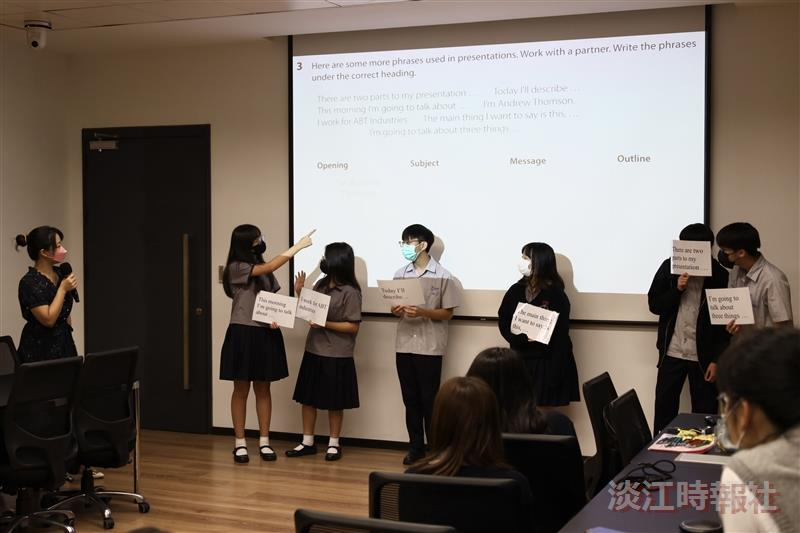 3 Here are some more phrases used in presentations. Work with a partner. Write the phrases
under the correct heading.
There are two parts to my presentation … Today I'll describe …
This morning I'm going to talk about … I'm Andrew Thomson.
I work for ABT Industries The main thing I want to say is this, …
I'm going to talk about three things …
Opening Subject Message Outline
This morning
I'm going to talk
about …
I work for ABT
Industries
Today I'll
describe …
The main thing
I want to say
is this …
There are two
parts to my
presentation …
I'm going to
talk about
three things …
淡江時報社